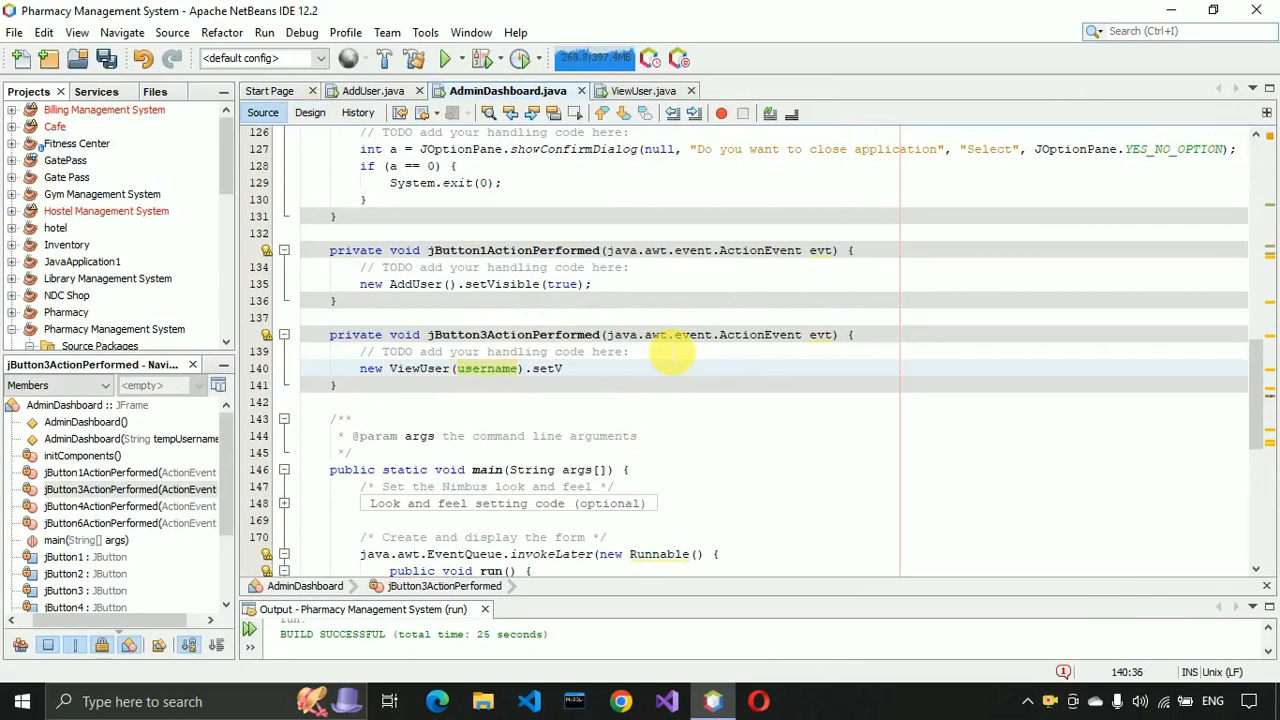 Pharmacy Management System - Apache NetBeans IDE 12.2
File Edit View Navigate Source Refactor Run Debug Profile Team Tools Window Help
Search (Ctrl+I)
<default config>
268.8/397.4MB
Projects Services Files
Start Page AddUser.java AdminDashboard.java ViewUser.java
Source Design History
Billing Management System
Cafe
Fitness Center
GatePass
Gate Pass
Gym Management System
Hostel Management System
hotel
Inventory
JavaApplication1
Library Management System
NDC Shop
Pharmacy
Pharmacy Management System
Source Packages
126 // TODO add your handling code here:
127 int a = JOptionPane.showConfirmDialog(null, "Do you want to close application", "Select", JOptionPane.YES_NO_OPTION);
128 if (a == 0) {
129 System.exit(0);
130 }
131 }
132
133 private void jButton1ActionPerformed(java.awt.event.ActionEvent evt) {
134 // TODO add your handling code here:
135 new AddUser().setVisible(true);
136 }
137
138 private void jButton3ActionPerformed(java.awt.event.ActionEvent evt) {
139 // TODO add your handling code here:
140 new ViewUser(username).setV
141 }
142
143 /**
144 * @param args the command line arguments
145 */
146 public static void main(String args[]) {
147 /* Set the Nimbus look and feel */
148 Look and feel setting code (optional)
169
170 /* Create and display the form */
java.awt.EventQueue.invokeLater(new Runnable() {
public void run() {
jButton3ActionPerformed - Navi...
Members <empty>
AdminDashboard :: JFrame
AdminDashboard()
AdminDashboard(String tempUsername
initComponents()
jButton1ActionPerformed(ActionEvent
jButton3ActionPerformed(ActionEvent
jButton4ActionPerformed(ActionEvent
jButton6ActionPerformed(ActionEvent
main(String[] args)
jButton1 : JButton
jButton2 : JButton
jButton3 : JButton
jButton4 : JButton
AdminDashboard jButton3ActionPerformed
Output - Pharmacy Management System (run)
run:
BUILD SUCCESSFUL (total time: 25 seconds)
1 140:36 INS Unix (LF)
Type here to search
ENG